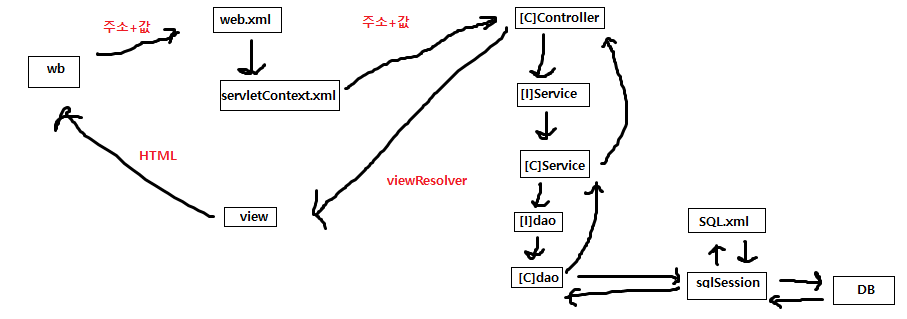 주소+값
web.xml
주소+값
[C]Controller
wb
servletContext.xml
[I]Service
HTML
[C]Service
viewResolver
view
[I]dao
SQL.xml
[C]dao
sqlSession
DB